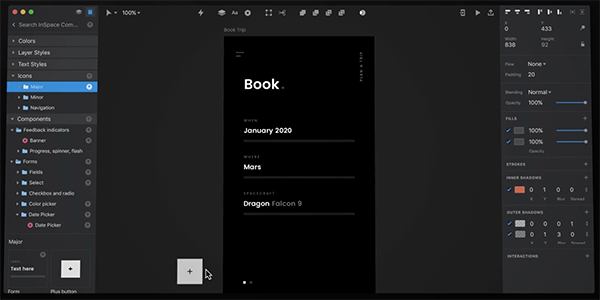 100%
Aa
Search InSpace Com...
Colors
Layer Styles
Text Styles
Icons
Major
Minor
Navigation
Components
Feedback indicators
Banner
Progress, spinner, flash
Forms
Fields
Select
Checkbox and radio
Color picker
Date Picker
Date Picker
Major
Text here
Form
Plus button
Book Trip
PLAN A TRIP
Book.
WHEN
January 2020
WHERE
Mars
SPACECRAFT
Dragon Falcon 9
X
Y
0
433
Width
Height
838
92
Flow
None
Padding
20
Blending
Normal
Opacity
100%
FILLS
100%
100%
Opacity
STROKES
INNER SHADOWS
0 1 0 0
X Y Blur Spread
OUTER SHADOWS
0 0 1 0
0 1 3 0
X Y Blur Spread
INTERACTIONS